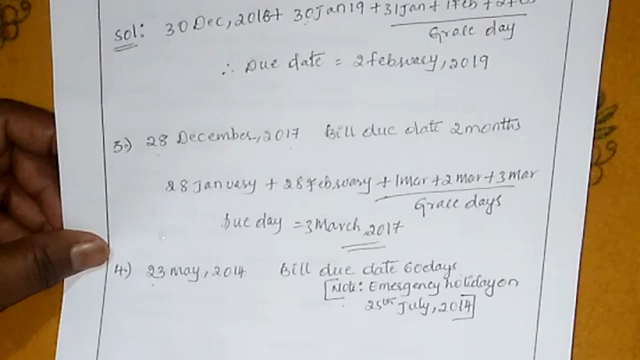 Sol: 30 Dec, 2018+ 30 Jan 19 + 31 Jan + 1 Feb + 2 Feb
Grace day
∴ Due date = 2 february, 2019
3.) 28 December, 2017 Bill due date 2 months
28 January + 28 february + 1 Mar + 2 Mar + 3 Mar
Grace days
Due day = 3 March 2017
4.) 23 may, 2014 Bill due date 60 days
[Note: Emergency holiday on
25th July, 2014]